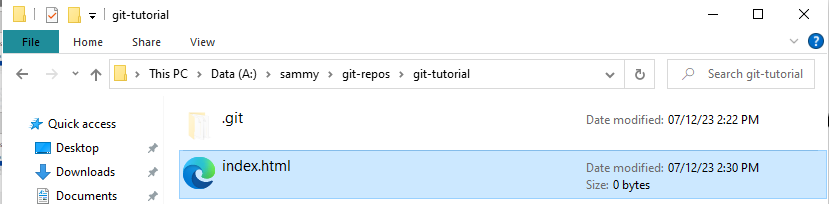 git-tutorial
File Home Share View
This PC Data (A:) sammy git-repos git-tutorial Search git-tutorial
Quick access
Desktop
Downloads
Documents
.git Date modified: 07/12/23 2:22 PM
index.html Date modified: 07/12/23 2:30 PM
Size: 0 bytes